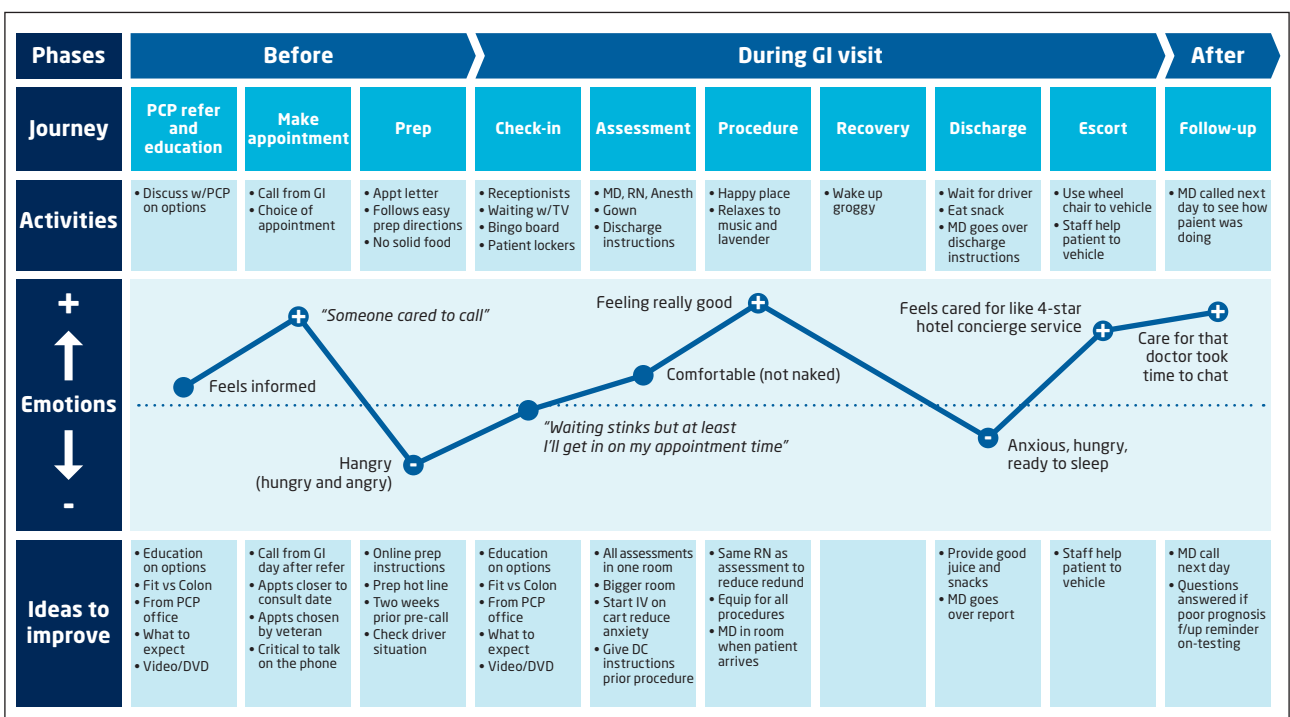 Phases
Before
During GI visit
After
Journey
PCP refer
and
education
Make
appointment
Prep
Check-in
Assessment
Procedure
Recovery
Discharge
Escort
Follow-up
Activities
• Discuss w/PCP
on options
• Call from GI
• Choice of
appointment
• Appt letter
• Follows easy
prep directions
• No solid food
• Receptionists
• Waiting w/TV
• Bingo board
• Patient lockers
• MD, RN, Anesth
• Gown
• Discharge
instructions
• Happy place
• Relaxes to
music and
lavender
• Wake up
groggy
• Wait for driver
• Eat snack
• MD goes over
discharge
instructions
• Use wheel
chair to vehicle
• Staff help
patient to
vehicle
• MD called next
day to see how
paient was
doing
+
Emotions
-
Feels informed
+
"Someone cared to call"
-
Hangry
(hungry and angry)
"Waiting stinks but at least
I'll get in on my appointment time"
Comfortable (not naked)
Feeling really good
+
-
Anxious, hungry,
ready to sleep
Feels cared for like 4-star
hotel concierge service
+
+
Care for that
doctor took
time to chat
Ideas to
improve
• Education
on options
• Fit vs Colon
• From PCP
office
• What to
expect
• Video/DVD
• Call from GI
day after refer
• Appts closer to
consult date
• Appts chosen
by veteran
• Critical to talk
on the phone
• Online prep
instructions
• Prep hot line
• Two weeks
prior pre-call
• Check driver
situation
• Education
on options
• Fit vs Colon
• From PCP
office
• What to
expect
• Video/DVD
• All assessments
in one room
• Bigger room
• Start IV on
cart reduce
anxiety
• Give DC
instructions
prior procedure
• Same RN as
assessment to
reduce redund
• Equip for all
procedures
• MD in room
when patient
arrives
• Provide good
juice and
snacks
• MD goes
over report
• Staff help
patient to
vehicle
• MD call
next day
• Questions
answered if
poor prognosis
f/up reminder
on-testing